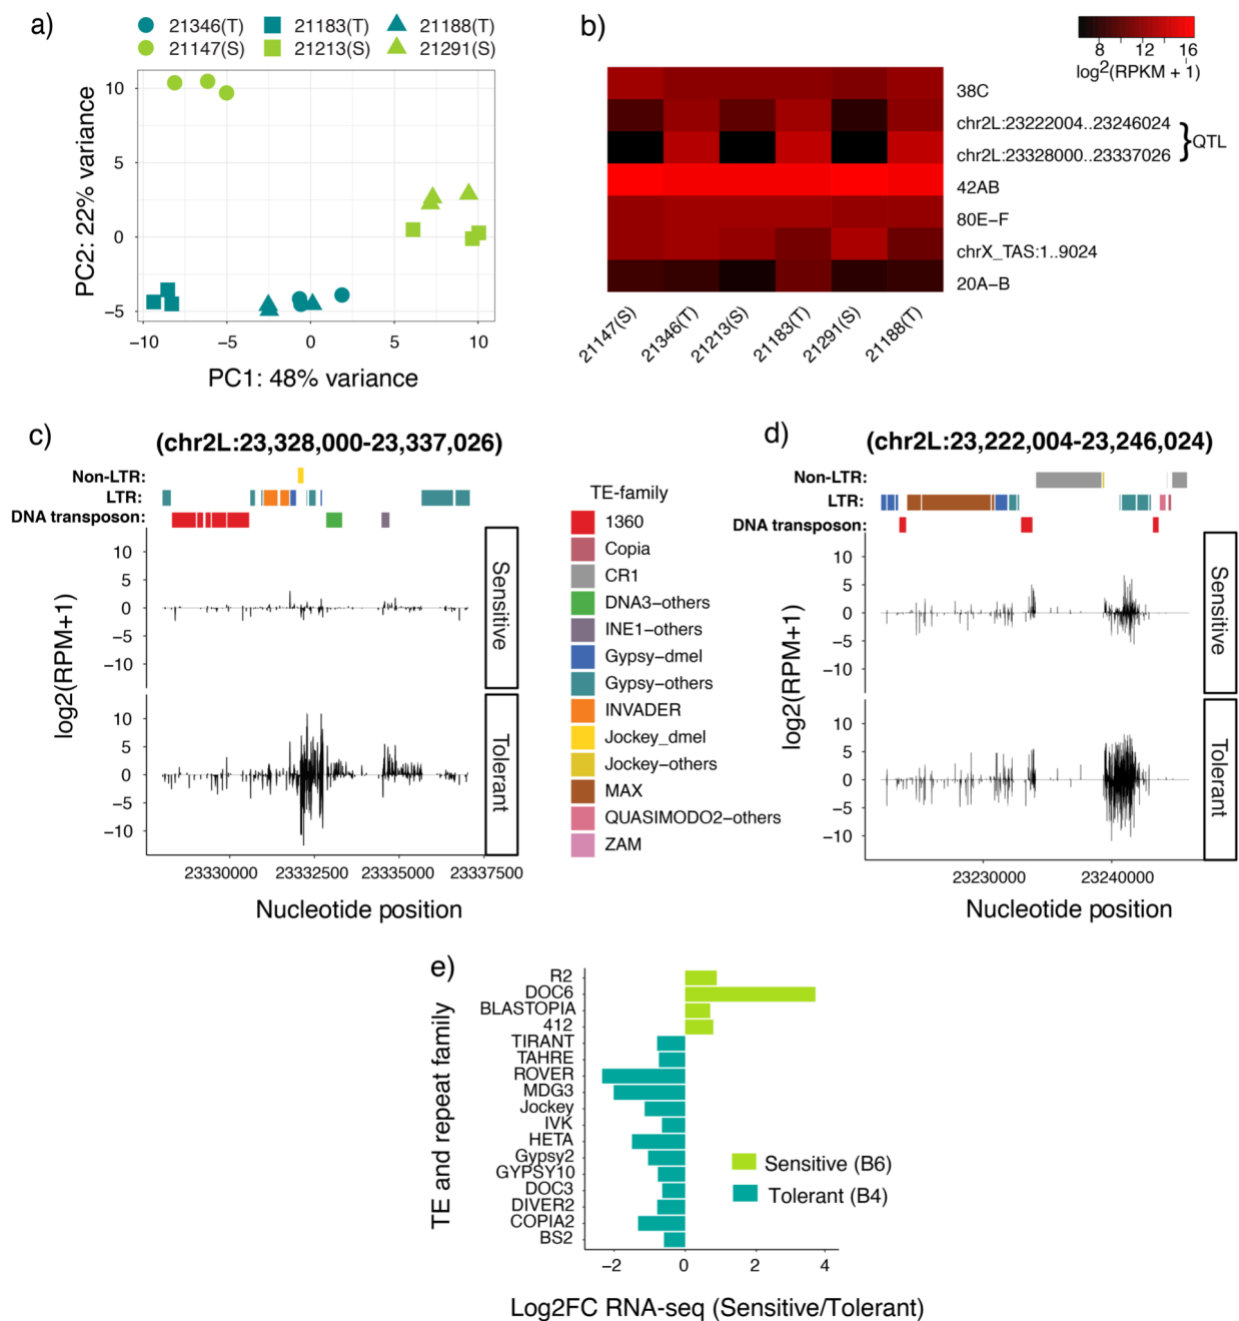 a)
21346(T) 21183(T) 21188(T)
21147(S) 21213(S) 21291(S)
10
5
0
−5
PC2: 22% variance
−10 −5 0 5 10
PC1: 48% variance
b)
8 12 16
log2(RPKM + 1)
38C
chr2L:23222004..23246024
chr2L:23328000..23337026
} QTL
42AB
80E−F
chrX_TAS:1..9024
20A−B
21147(S) 21346(T) 21213(S) 21183(T) 21291(S) 21188(T)
c)
(chr2L:23,328,000-23,337,026)
Non-LTR:
LTR:
DNA transposon:
10
5
0
−5
−10
Sensitive
log2(RPM+1)
10
5
0
−5
−10
Tolerant
23330000 23332500 23335000 23337500
Nucleotide position
TE−family
1360
Copia
CR1
DNA3−others
INE1−others
Gypsy−dmel
Gypsy−others
INVADER
Jockey_dmel
Jockey−others
MAX
QUASIMODO2−others
ZAM
d)
(chr2L:23,222,004-23,246,024)
Non-LTR:
LTR:
DNA transposon:
10
5
0
−5
−10
Sensitive
log2(RPM+1)
10
5
0
−5
−10
Tolerant
23230000 23240000
Nucleotide position
e)
TE and repeat family
R2
DOC6
BLASTOPIA
412
TIRANT
TAHRE
ROVER
MDG3
Jockey
IVK
HETA
Gypsy2
GYPSY10
DOC3
DIVER2
COPIA2
BS2
Sensitive (B6)
Tolerant (B4)
−2 0 2 4
Log2FC RNA-seq (Sensitive/Tolerant)